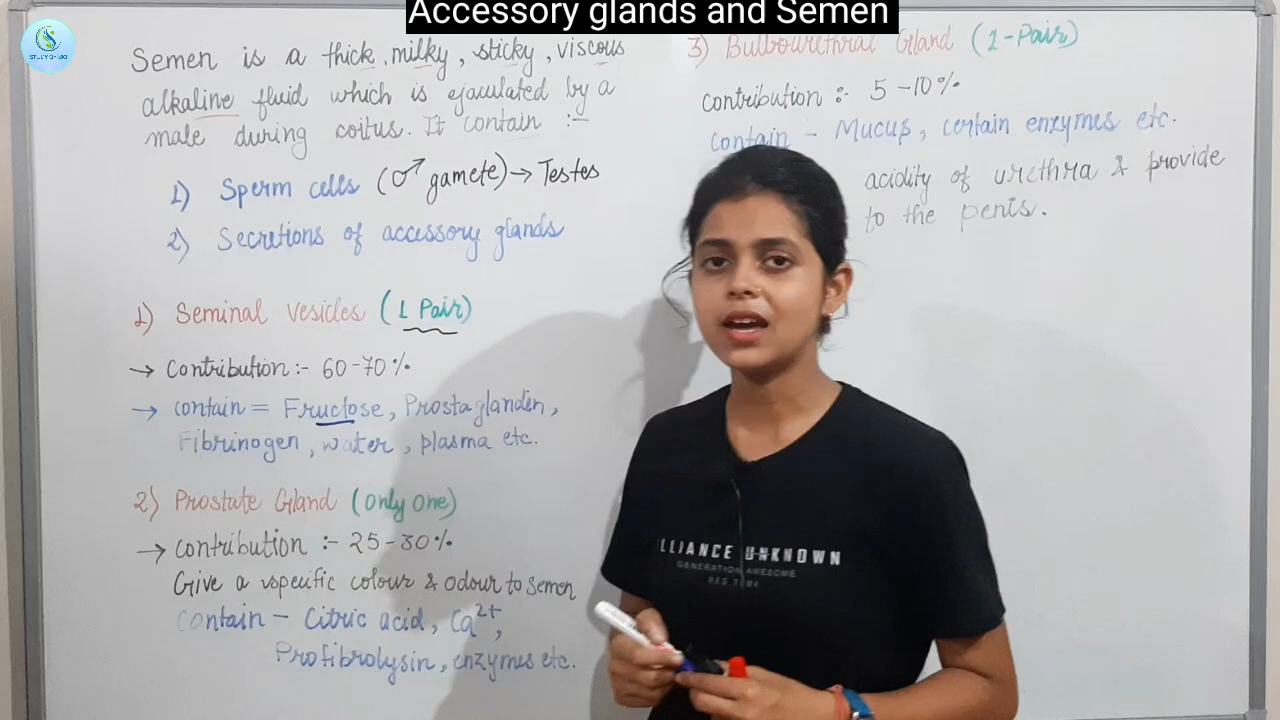 Accessory glands and Semen
Semen is a thick, milky, sticky, viscous
alkaline fluid which is ejaculated by a
male during coitus. It contain :-
1) Sperm cells (♂ gamete) → Testes
2) Secretions of accessory glands
1) Seminal vesicles (1 Pair)
→ Contribution :- 60-70%
→ contain = Fructose, Prostaglanden,
Fibrinogen, water, plasma etc.
2) Prostate Gland (only one)
→ contribution :- 25-30%
Give a specific colour & odour to semen
Contain - Citric acid, Ca²⁺,
Profibrolysin, enzymes etc.
3) Bulbourethral Gland (1-Pair)
contribution :- 5-10%
contain - Mucus, certain enzymes etc.
acidity of urethra & provide
to the penis.
LLIANCE UNKNOWN
GENERATION AWESOME